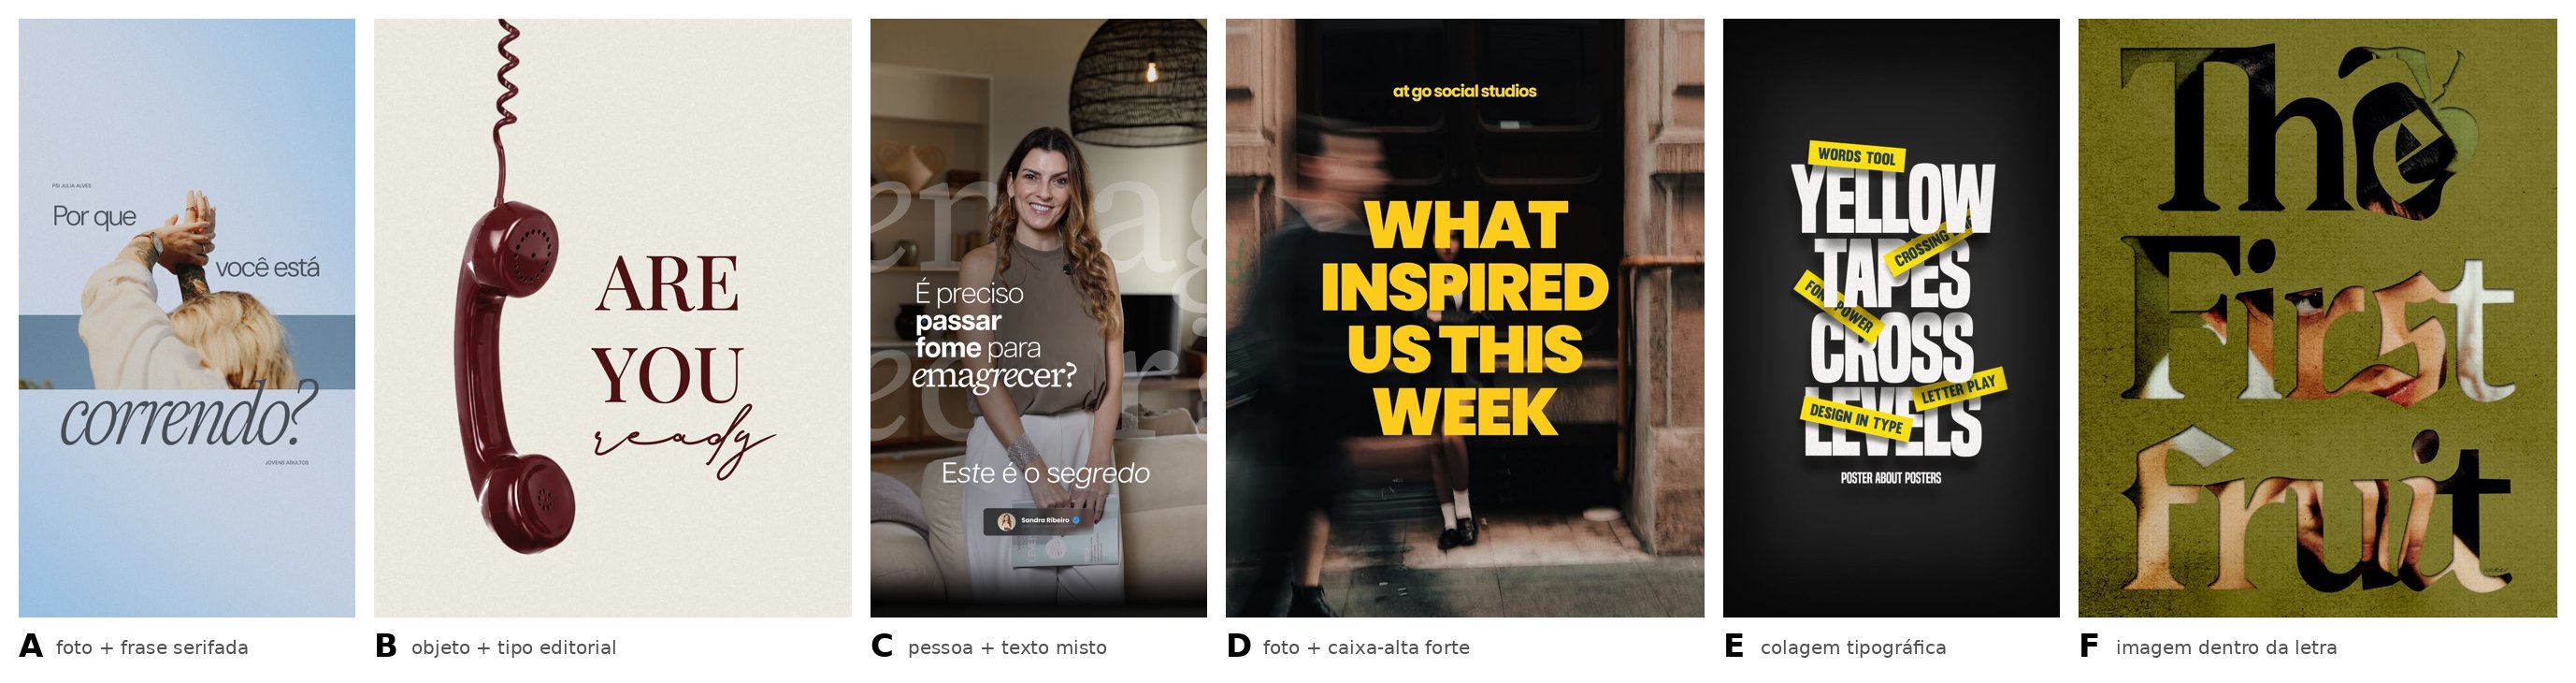 PSI JULIA ALVES
Por que
você está
correndo?
JOVENS ADULTOS
A foto + frase serifada
ARE
YOU
ready
B objeto + tipo editorial
emag
ecer
É preciso
passar
fome para
emagrecer?
Este é o segredo
Sandra Ribeiro
C pessoa + texto misto
at go social studios
WHAT
INSPIRED
US THIS
WEEK
D foto + caixa-alta forte
WORDS TOOL
YELLOW
CROSSING
TAPES
POWER
CROSS
LETTER PLAY
LEVELS
DESIGN IN TYPE
POSTER ABOUT POSTERS
E colagem tipográfica
The
First
fruit
F imagem dentro da letra